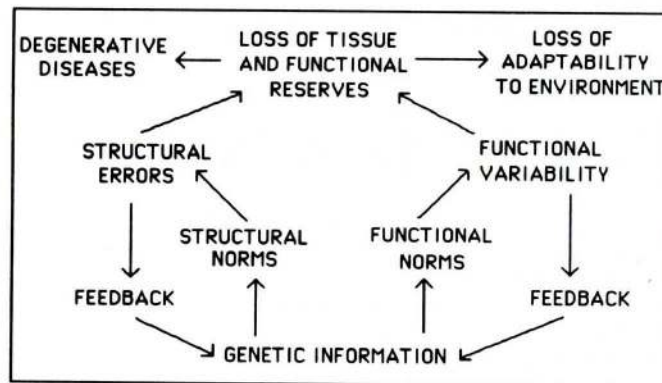 DEGENERATIVE
DISEASES
LOSS OF TISSUE
AND FUNCTIONAL
RESERVES
LOSS OF
ADAPTABILITY
TO ENVIRONMENT
STRUCTURAL
ERRORS
FUNCTIONAL
VARIABILITY
STRUCTURAL
NORMS
FUNCTIONAL
NORMS
FEEDBACK
FEEDBACK
GENETIC INFORMATION